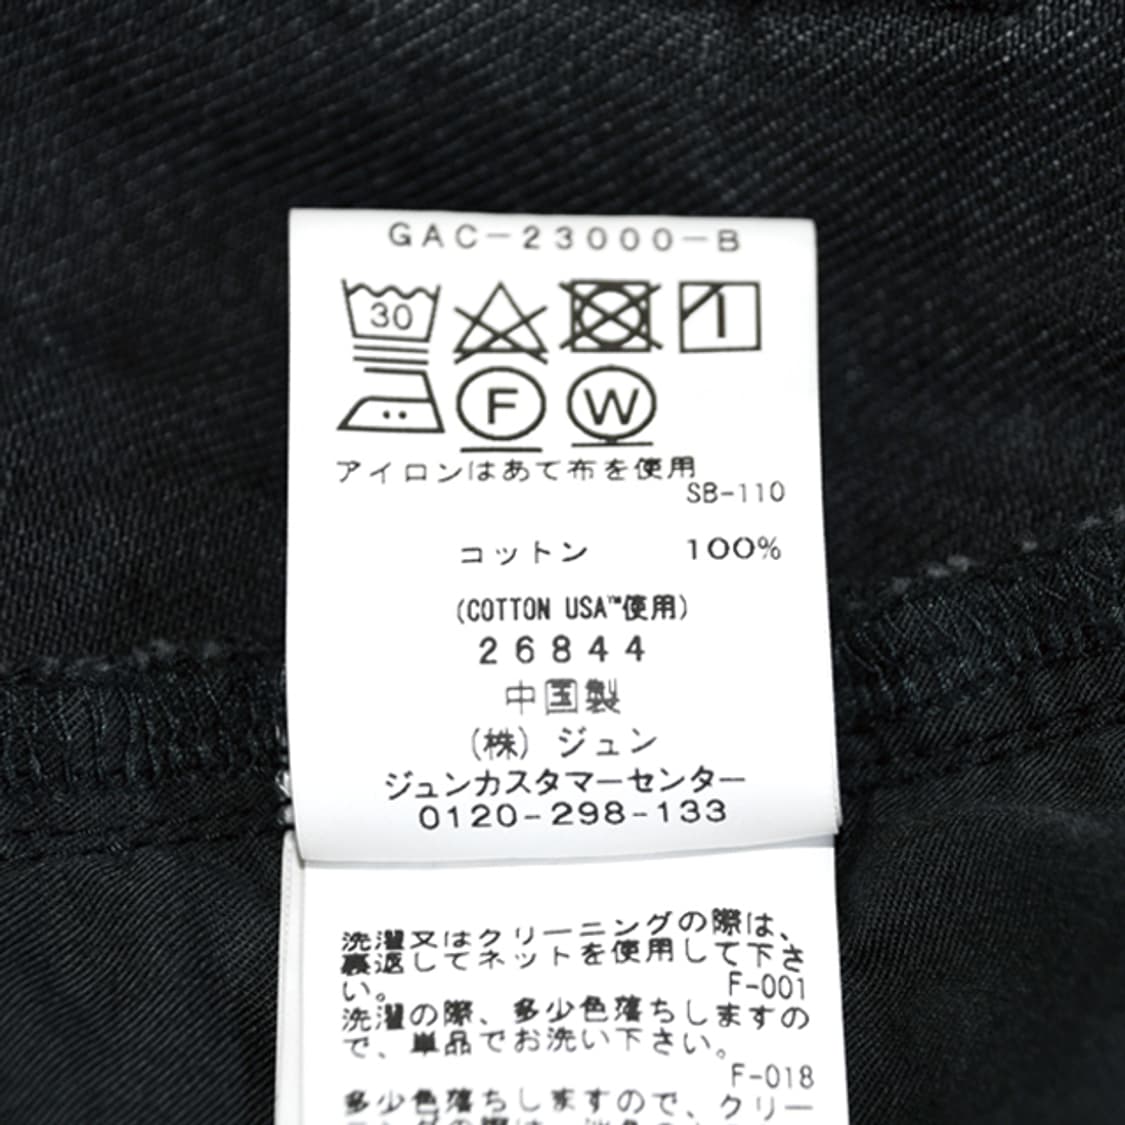 GAC-23000-B
30
F W
アイロンはあて布を使用
SB-110
コットン 100%
(COTTON USA™使用)
26844
中国製
(株) ジュン
ジュンカスタマーセンター
0120-298-133
洗濯又はクリーニングの際は、
裏返してネットを使用して下さ
い。
F-001
洗濯の際、多少色落ちしますの
で、単品でお洗い下さい。
F-018
多少色落ちしますので、クリー